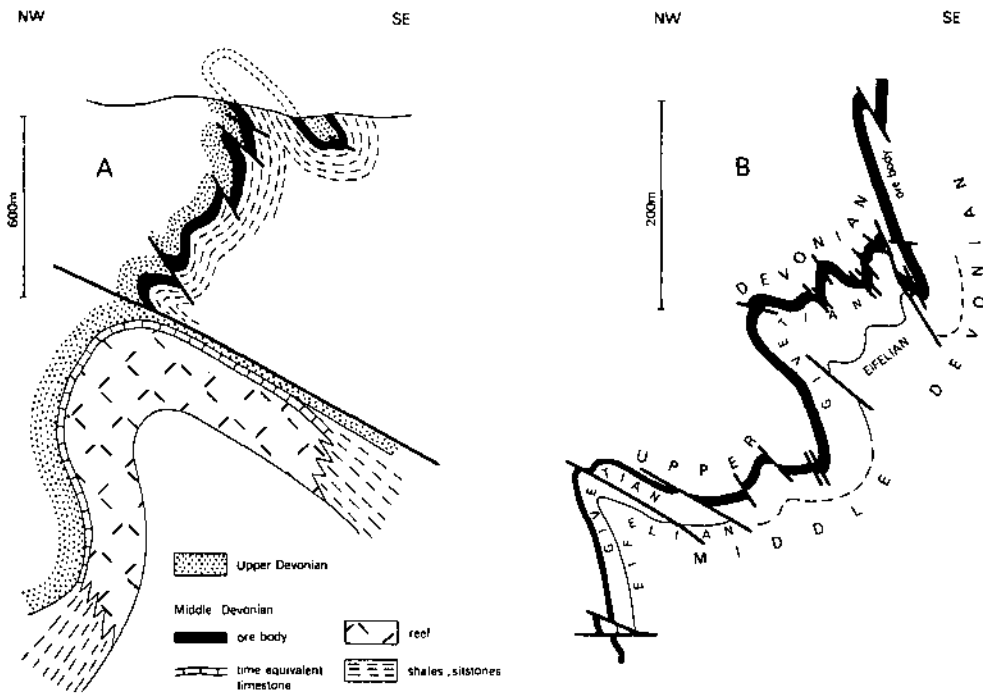 NW
SE
A
600m
Upper Devonian
Middle Devonian
ore body
time equivalent
limestone
reef
shales, siltstones
NW
SE
B
200m
ore body
UPPER DEVONIAN
GIVETIAN
EIFELIAN
GIVETIAN
EIFELIAN
MIDDLE DEVONIAN